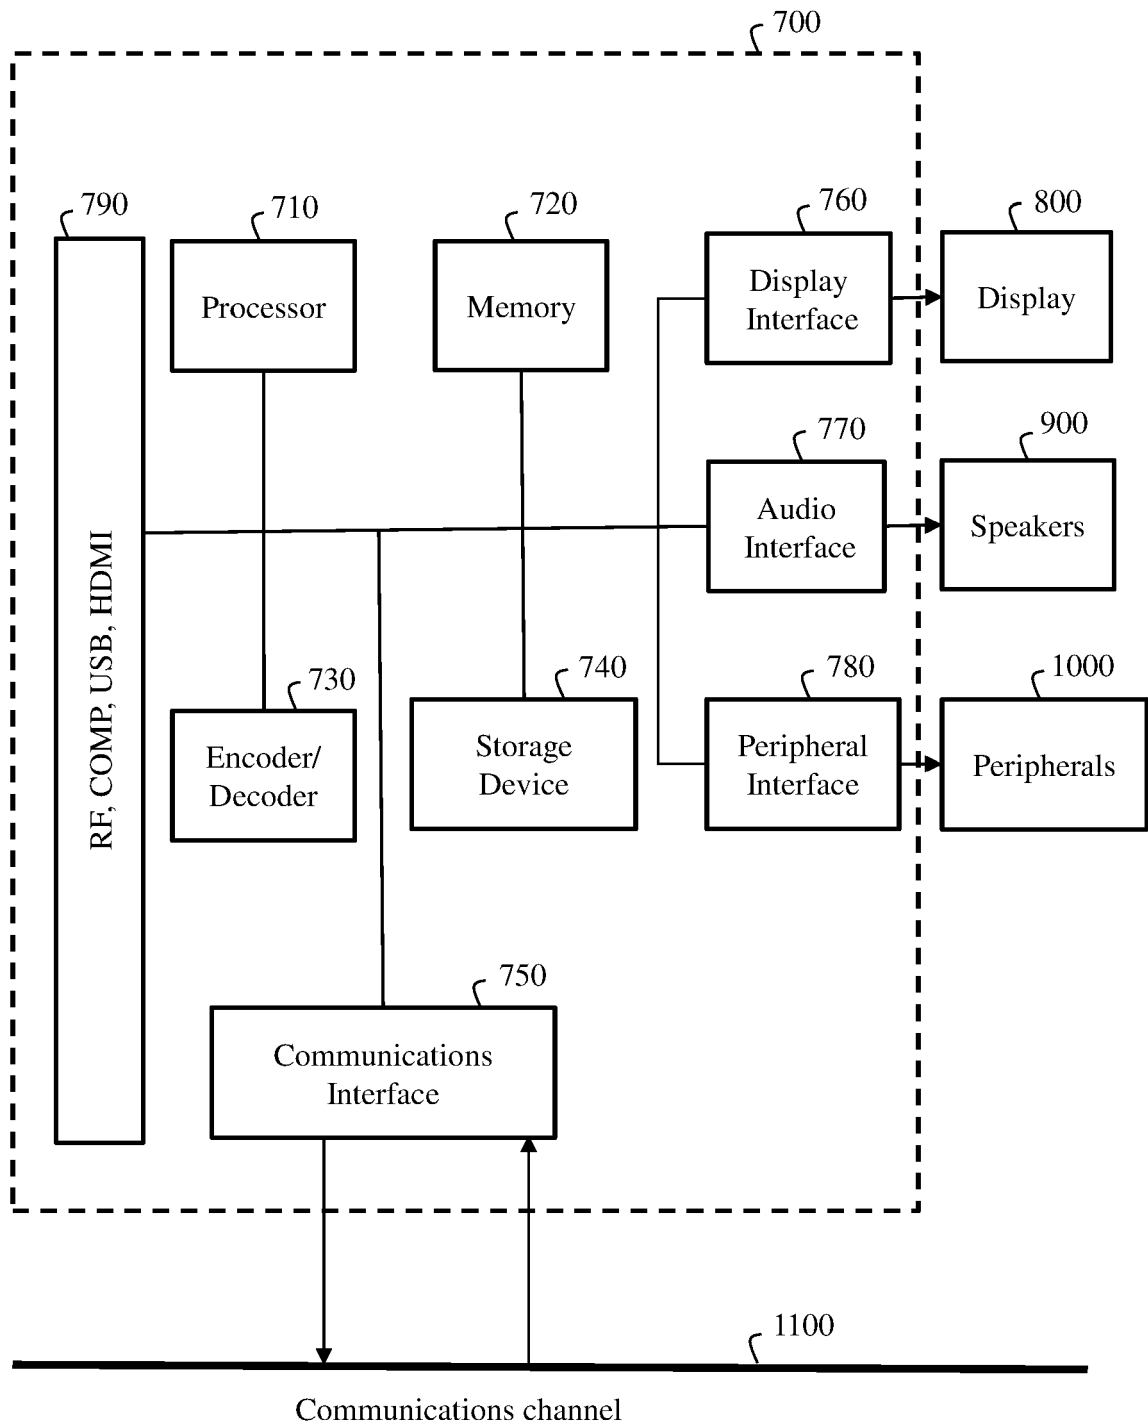 700
790
710
720
760
800
Processor
Memory
Display
Interface
Display
770
900
RF, COMP, USB, HDMI
Audio
Interface
Speakers
730
740
780
1000
Encoder/
Decoder
Storage
Device
Peripheral
Interface
Peripherals
750
Communications
Interface
1100
Communications channel